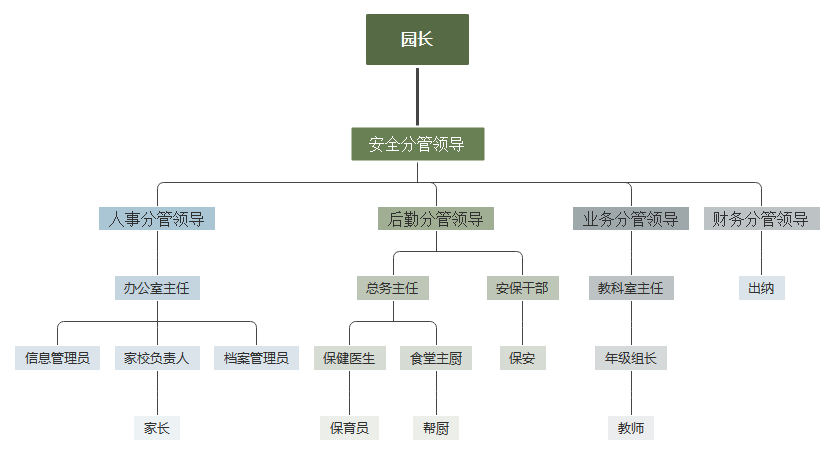 园长
安全分管领导
人事分管领导
后勤分管领导
业务分管领导
财务分管领导
办公室主任
总务主任
安保干部
教科室主任
出纳
信息管理员
家校负责人
档案管理员
保健医生
食堂主厨
保安
年级组长
家长
保育员
帮厨
教师